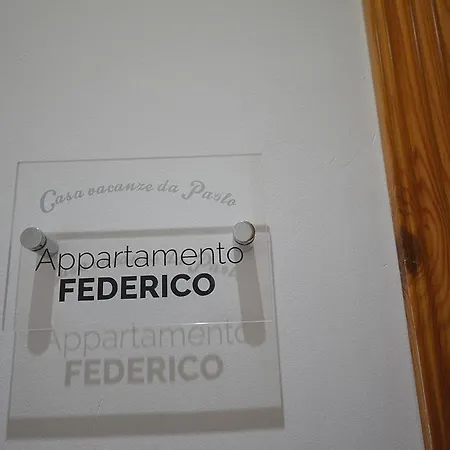 Casa vacanze da Paolo
Appartamento
FEDERICO